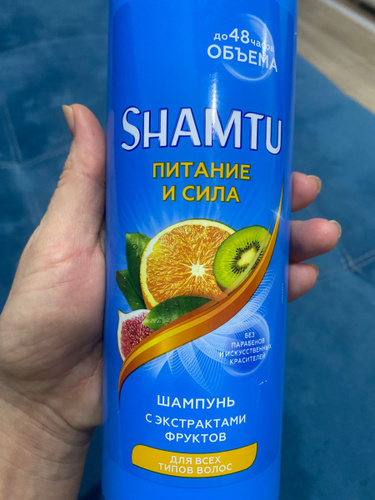 до 48 часов
ОБЪЕМА
SHAMTU
ПИТАНИЕ
И СИЛА
БЕЗ
ПАРАБЕНОВ
И ИСКУССТВЕННЫХ
КРАСИТЕЛЕЙ
ШАМПУНЬ
С ЭКСТРАКТАМИ
ФРУКТОВ
ДЛЯ ВСЕХ
ТИПОВ ВОЛОС